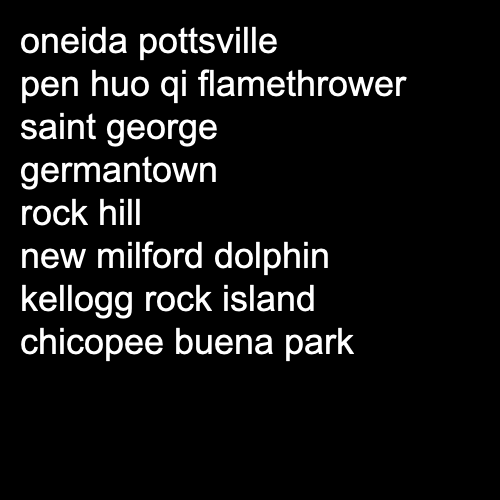 oneida pottsville
pen huo qi flamethrower
saint george
germantown
rock hill
new milford dolphin
kellogg rock island
chicopee buena park